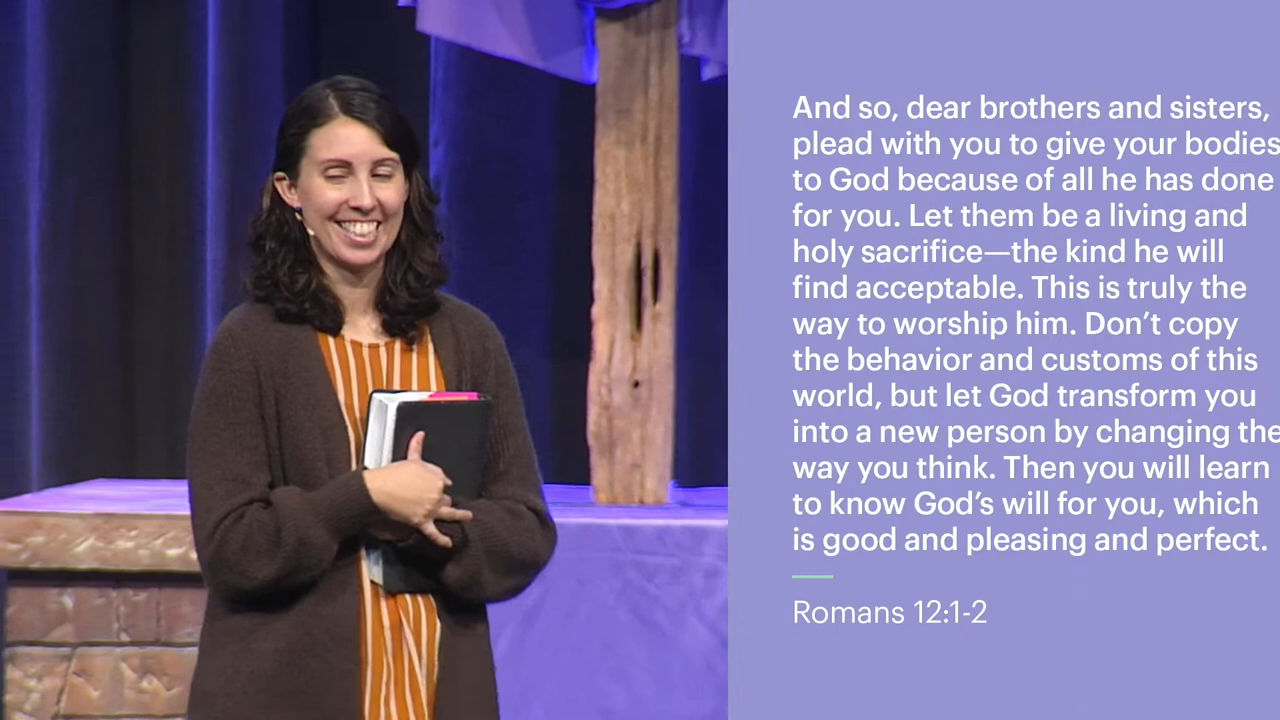 And so, dear brothers and sisters,
plead with you to give your bodies
to God because of all he has done
for you. Let them be a living and
holy sacrifice—the kind he will
find acceptable. This is truly the
way to worship him. Don’t copy
the behavior and customs of this
world, but let God transform you
into a new person by changing the
way you think. Then you will learn
to know God’s will for you, which
is good and pleasing and perfect.
Romans 12:1-2